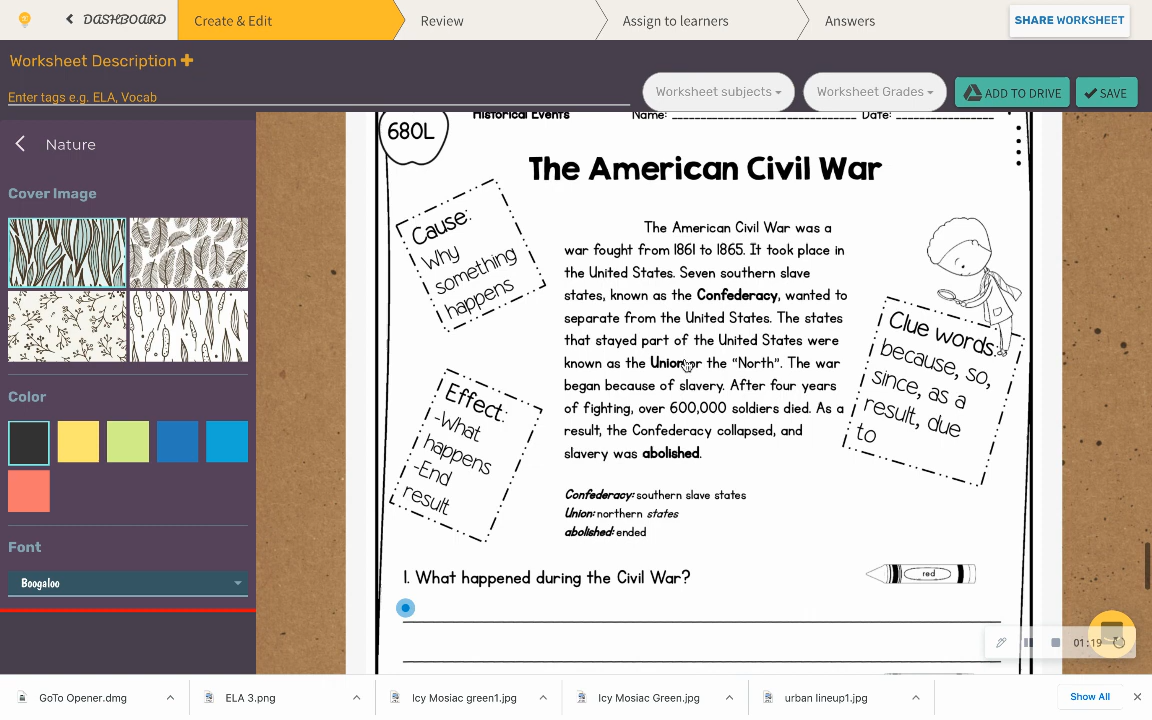 DASHBOARD
Create & Edit
Review
Assign to learners
Answers
SHARE WORKSHEET
Worksheet Description +
Enter tags e.g. ELA, Vocab
Worksheet subjects
Worksheet Grades
ADD TO DRIVE
SAVE
Nature
Cover Image
Color
Font
Boogaloo
680L
Historical Events
Name: ____________________ Date: ____________
The American Civil War
Cause:
Why
something
happens
The American Civil War was a
war fought from 1861 to 1865. It took place in
the United States. Seven southern slave
states, known as the Confederacy, wanted to
separate from the United States. The states
that stayed part of the United States were
known as the Union or the “North”. The war
began because of slavery. After four years
of fighting, over 600,000 soldiers died. As a
result, the Confederacy collapsed, and
slavery was abolished.
Clue words:
because, so,
since, as a
result, due
to
Effect:
-What
happens
-End
result
Confederacy: southern slave states
Union: northern states
abolished: ended
1. What happened during the Civil War?
red
01:19
GoTo Opener.dmg
ELA 3.png
Icy Mosiac green1.jpg
Icy Mosiac Green.jpg
urban lineup1.jpg
Show All